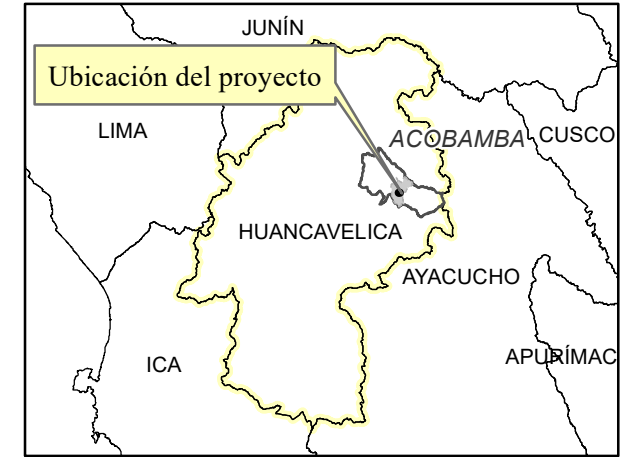 JUNÍN
Ubicación del proyecto
LIMA
ACOBAMBA
CUSCO
HUANCAVELICA
AYACUCHO
ICA
APURÍMAC